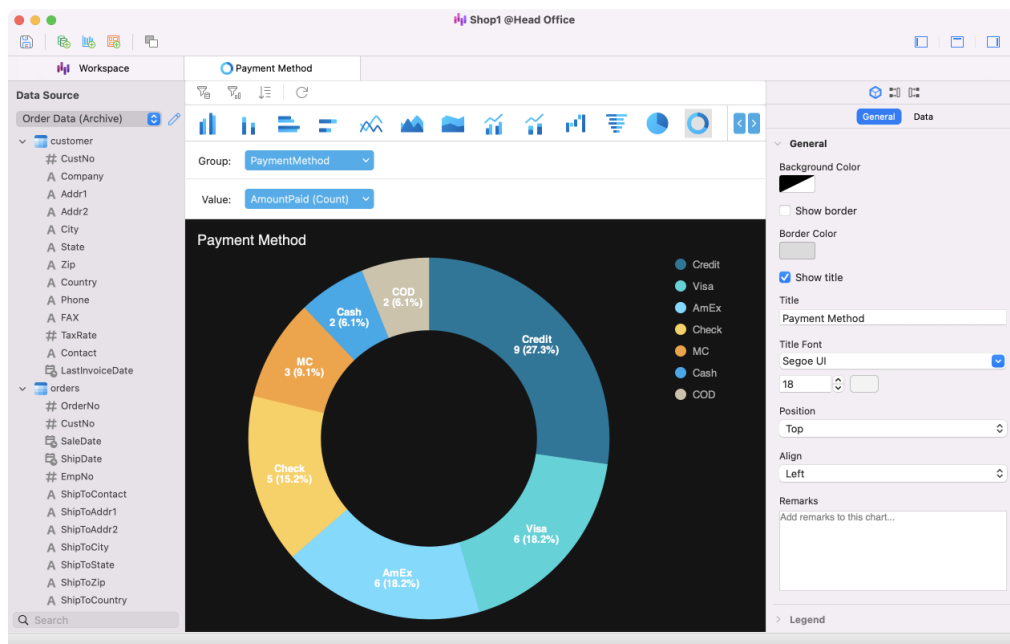 Shop1 @Head Office
Workspace
Payment Method
Data Source
Order Data (Archive)
customer
CustNo
Company
Addr1
Addr2
City
State
Zip
Country
Phone
FAX
TaxRate
Contact
LastInvoiceDate
orders
OrderNo
CustNo
SaleDate
ShipDate
EmpNo
ShipToContact
ShipToAddr1
ShipToAddr2
ShipToCity
ShipToState
ShipToZip
ShipToCountry
Search
Group: PaymentMethod
Value: AmountPaid (Count)
Payment Method
Credit
9 (27.3%)
Visa
6 (18.2%)
AmEx
6 (18.2%)
Check
5 (15.2%)
MC
3 (9.1%)
Cash
2 (6.1%)
COD
2 (6.1%)
Credit
Visa
AmEx
Check
MC
Cash
COD
General Data
General
Background Color
Show border
Border Color
Show title
Title
Payment Method
Title Font
Segoe UI
18
Position
Top
Align
Left
Remarks
Add remarks to this chart...
Legend